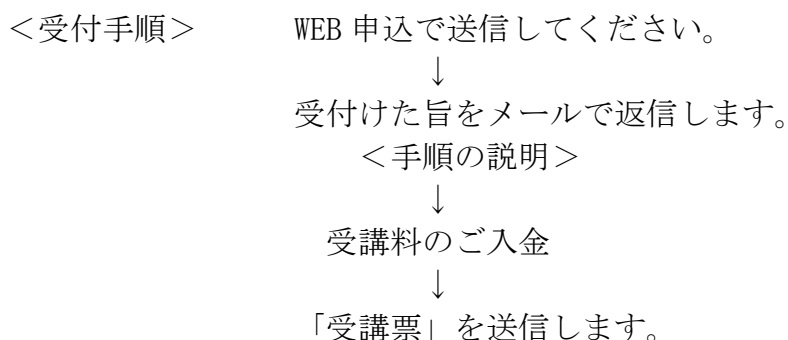 ＜受付手順＞　　WEB 申込で送信してください。
↓
受付けた旨をメールで返信します。
＜手順の説明＞
↓
受講料のご入金
↓
「受講票」を送信します。